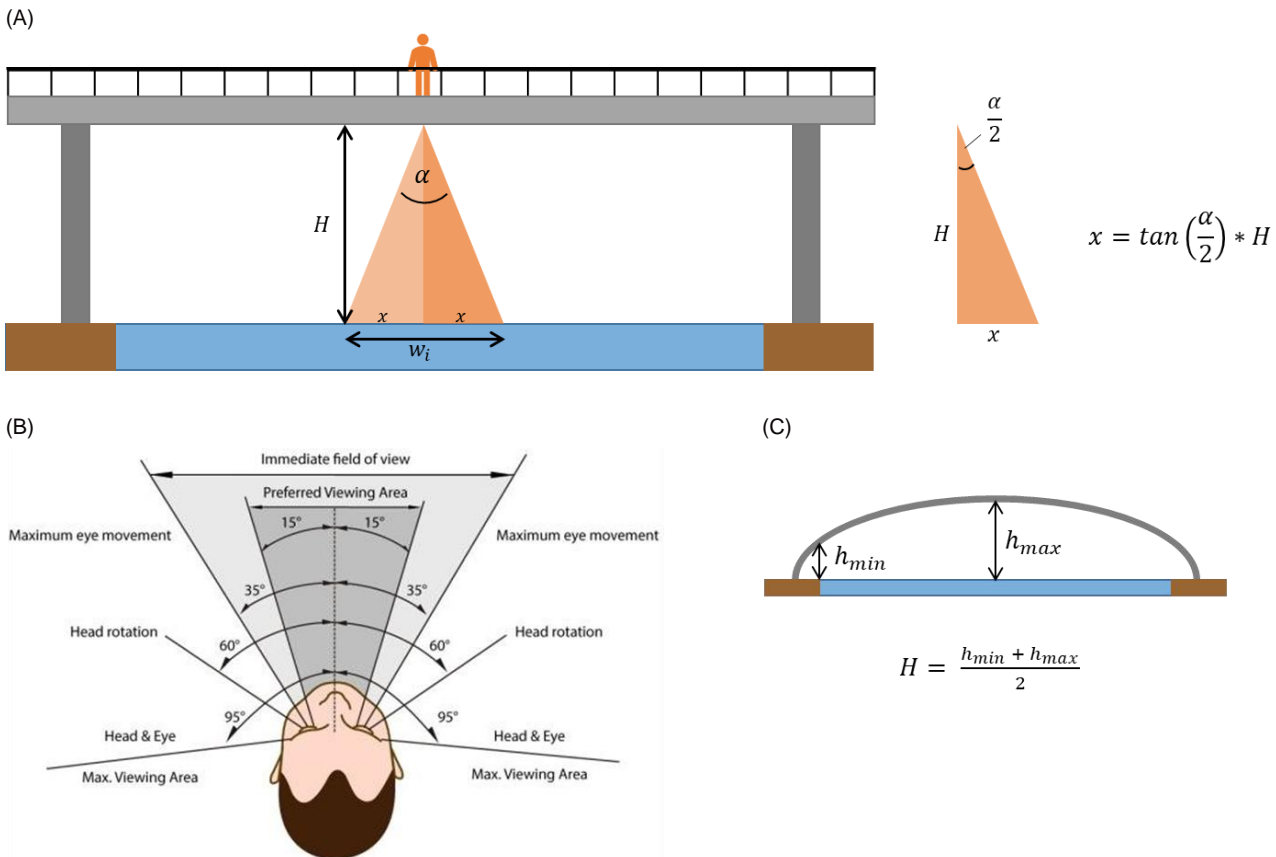 (A)
α
H
x x
w_i
α/2
H
x
x = tan(α/2) * H
(B)
Immediate field of view
Preferred Viewing Area
15° 15°
Maximum eye movement Maximum eye movement
35° 35°
Head rotation Head rotation
60° 60°
95° 95°
Head & Eye Head & Eye
Max. Viewing Area Max. Viewing Area
(C)
h_min
h_max
H = (h_min + h_max)/2